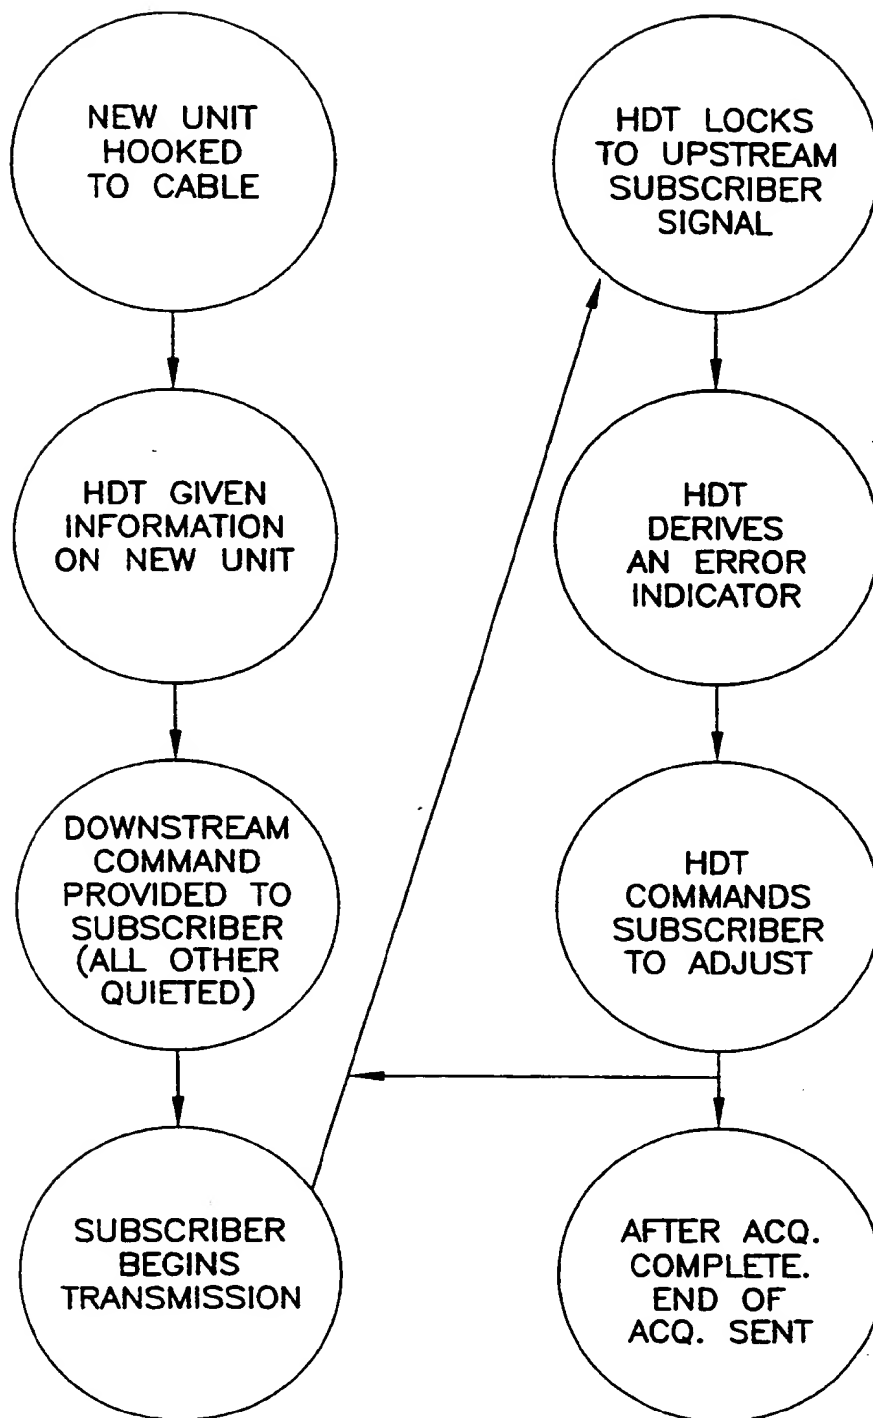 NEW UNIT
HOOKED
TO CABLE
HDT GIVEN
INFORMATION
ON NEW UNIT
DOWNSTREAM
COMMAND
PROVIDED TO
SUBSCRIBER
(ALL OTHER
QUIETED)
SUBSCRIBER
BEGINS
TRANSMISSION
HDT LOCKS
TO UPSTREAM
SUBSCRIBER
SIGNAL
HDT
DERIVES
AN ERROR
INDICATOR
HDT
COMMANDS
SUBSCRIBER
TO ADJUST
AFTER ACQ.
COMPLETE.
END OF
ACQ. SENT